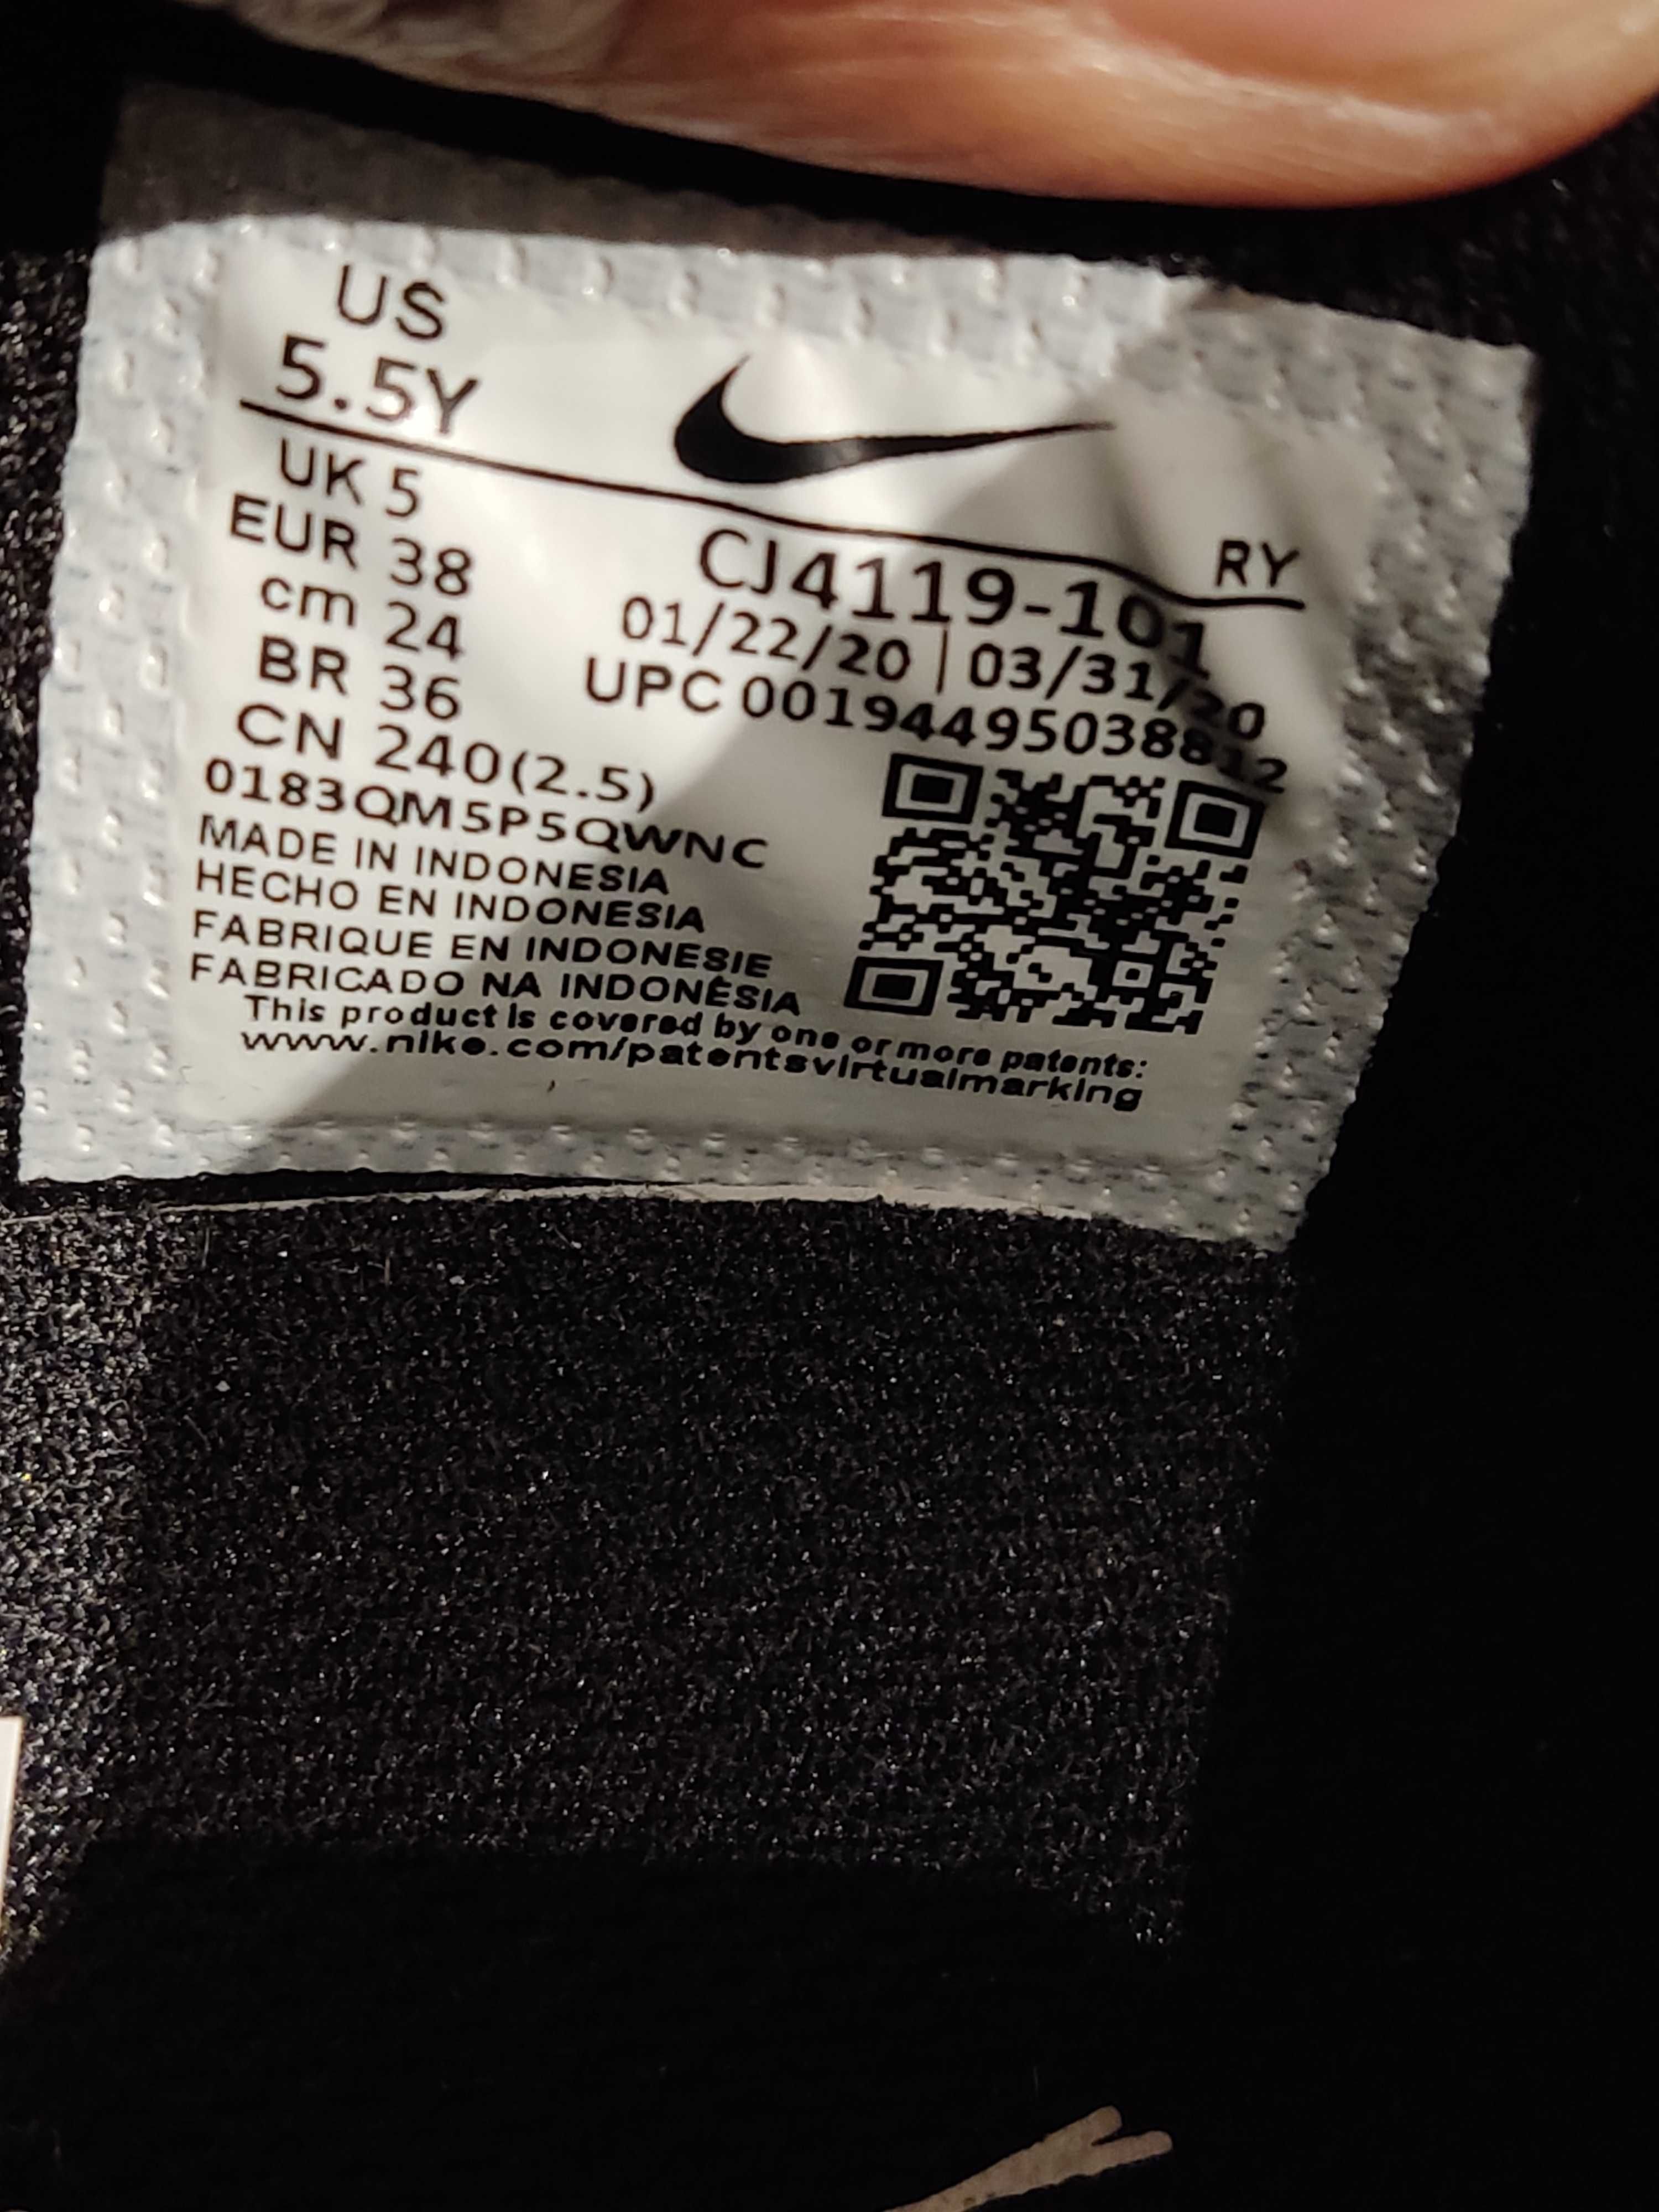 US
5.5Y
RY
UK 5
EUR 38
cm 24
BR 36
CN 240(2.5)
CJ4119-101
01/22/20 | 03/31/20
UPC 00194495038812
0183QM5P5QWNC
MADE IN INDONESIA
HECHO EN INDONESIA
FABRIQUE EN INDONESIE
FABRICADO NA INDONÉSIA
This product is covered by one or more patents:
www.nike.com/patentsvirtualmarking